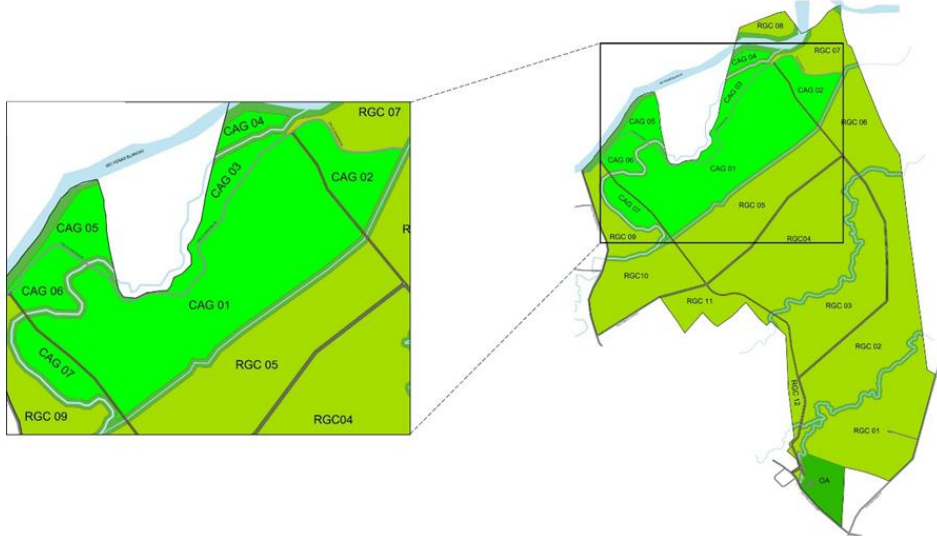 RGC 07
CAG 04
CAG 03
CAG 02
CAG 05
CAG 06
CAG 01
CAG 07
RGC 05
RGC 09
RGC04
R
RGC 08
RGC 07
CAG 04
CAG 03
CAG 02
CAG 05
RGC 06
CAG 06
CAG 01
CAG 07
RGC 05
RGC 09
RGC04
RGC10
RGC 11
RGC 03
RGC 02
RGC 12
RGC 01
OA